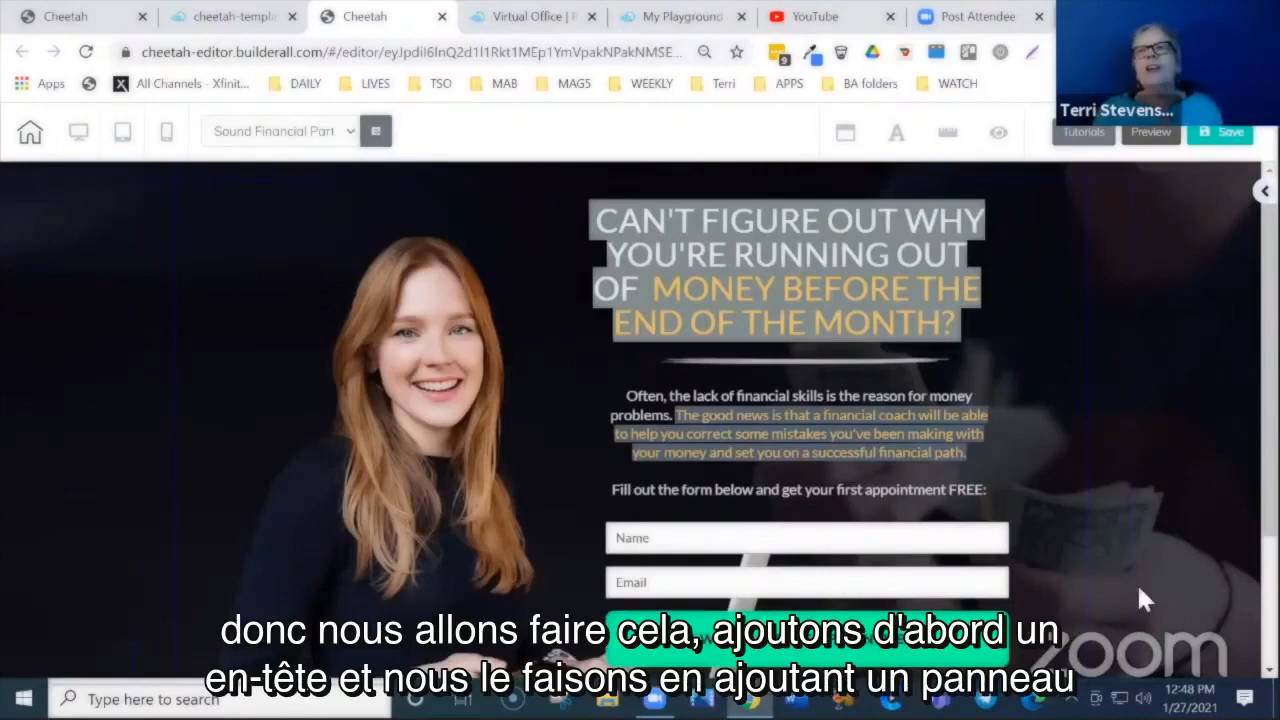 Cheetah
cheetah-templ
Cheetah
Virtual Office |
My Playground
YouTube
Post Attendee
cheetah-editor.builderall.com/#/editor/eyJpdiI6InQ2d1l1Rkt1MEp1YmVpakNPakNMSE...
9
Apps
All Channels - Xfinit...
DAILY
LIVES
TSO
MAB
MAG5
WEEKLY
Terri
APPS
BA folders
WATCH
Terri Stevens...
Sound Financial Part
Tutorials
Preview
Save
CAN'T FIGURE OUT WHY
YOU'RE RUNNING OUT
OF MONEY BEFORE THE
END OF THE MONTH?
Often, the lack of financial skills is the reason for money
problems. The good news is that a financial coach will be able
to help you correct some mistakes you've been making with
your money and set you on a successful financial path.
Fill out the form below and get your first appointment FREE:
Name
Email
donc nous allons faire cela, ajoutons d'abord un
en-tête et nous le faisons en ajoutant un panneau
zoom
Type here to search
12:48 PM
1/27/2021